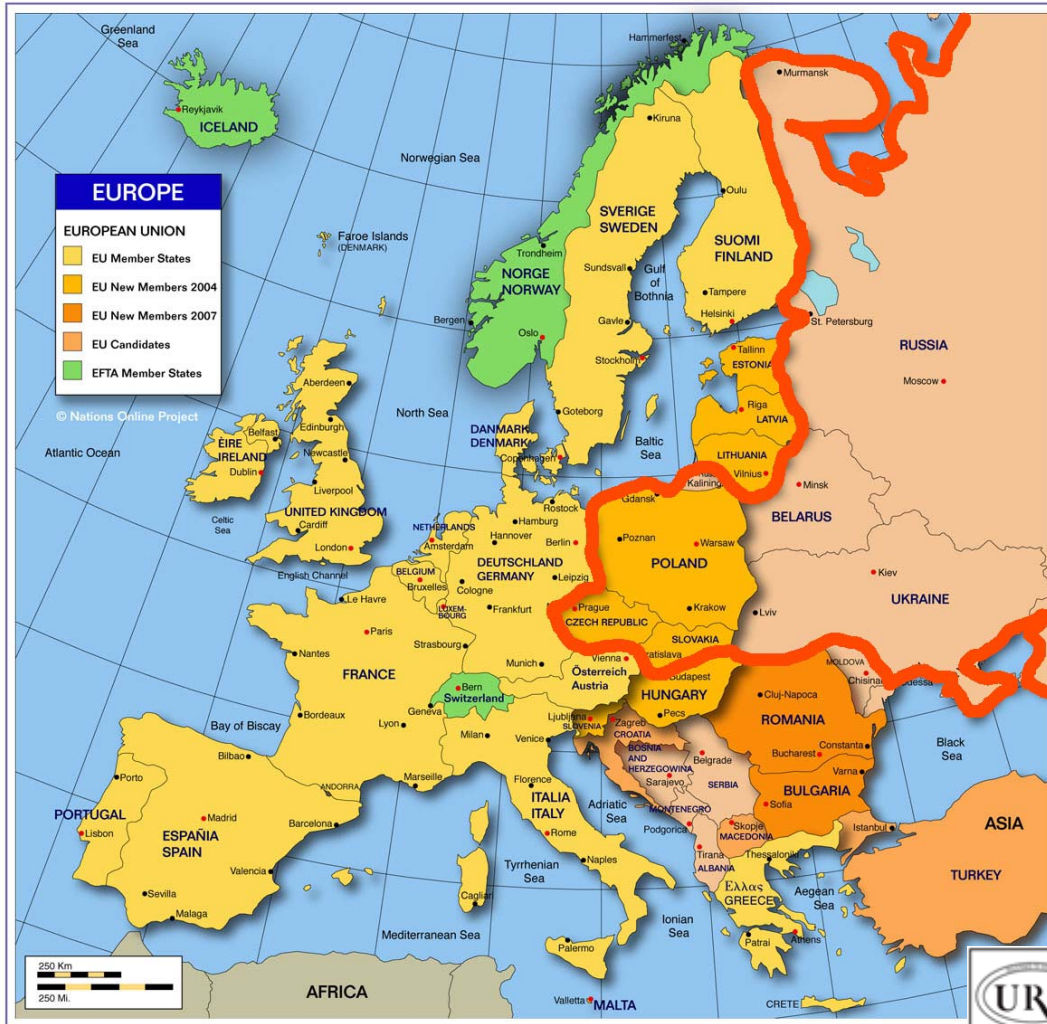 Greenland
Sea
Hammerfest
Murmansk
Reykjavik
ICELAND
Kiruna
Norwegian Sea
EUROPE
EUROPEAN UNION
EU Member States
EU New Members 2004
EU New Members 2007
EU Candidates
EFTA Member States
© Nations Online Project
Faroe Islands
(DENMARK)
Oulu
SVERIGE
SWEDEN
SUOMI
FINLAND
Trondheim
Sundsvall
Gulf
of
Bothnia
NORGE
NORWAY
Tampere
Helsinki
Bergen
Gavle
Oslo
St. Petersburg
RUSSIA
Moscow
Stockholm
Tallinn
ESTONIA
Aberdeen
North Sea
Goteborg
Riga
LATVIA
Edinburgh
DANMARK
DENMARK
Copenhagen
Baltic
Sea
LITHUANIA
Vilnius
Atlantic Ocean
Belfast
ÈIRE
IRELAND
Newcastle
Dublin
Liverpool
Minsk
BELARUS
Gdansk
Celtic
Sea
UNITED KINGDOM
Cardiff
London
Rostock
Hamburg
NETHERLANDS
Amsterdam
Hannover
Berlin
Poznan
Warsaw
POLAND
English Channel
BELGIUM
Bruxelles
DEUTSCHLAND
GERMANY
Cologne
Leipzig
Kiev
UKRAINE
Le Havre
LUXEM-
BOURG
Frankfurt
Prague
CZECH REPUBLIC
Krakow
Lviv
Paris
Strasbourg
SLOVAKIA
Nantes
FRANCE
Munich
Vienna
Österreich
Austria
Budapest
MOLDOVA
Bern
Switzerland
HUNGARY
Cluj-Napoca
Geneva
Bay of Biscay
Bordeaux
Lyon
Milan
Venice
Ljubljina
SLOVENIA
Zagreb
CROATIA
Pecs
ROMANIA
Bilbao
BOSNIA
AND
HERZEGOWINA
Sarajevo
Belgrade
SERBIA
Bucharest
Constanta
Black
Sea
Porto
ANDORRA
Marseille
Florence
ITALIA
ITALY
Adriatic
Sea
Varna
BULGARIA
Sofia
PORTUGAL
Lisbon
Madrid
ESPAÑIA
SPAIN
Barcelona
Rome
MONTENEGRO
Podgorica
Skopje
MACEDONIA
Istanbul
ASIA
Valencia
Tyrrhenian
Sea
Naples
Tirana
ALBANIA
Thessaloniki
TURKEY
Sevilla
Malaga
Cagliari
Ελλας
GREECE
Aegean
Sea
Mediterranean Sea
Palermo
Ionian
Sea
Patrai
Athens
250 Km
250 Mi.
AFRICA
Valletta
MALTA
CRETE
UR